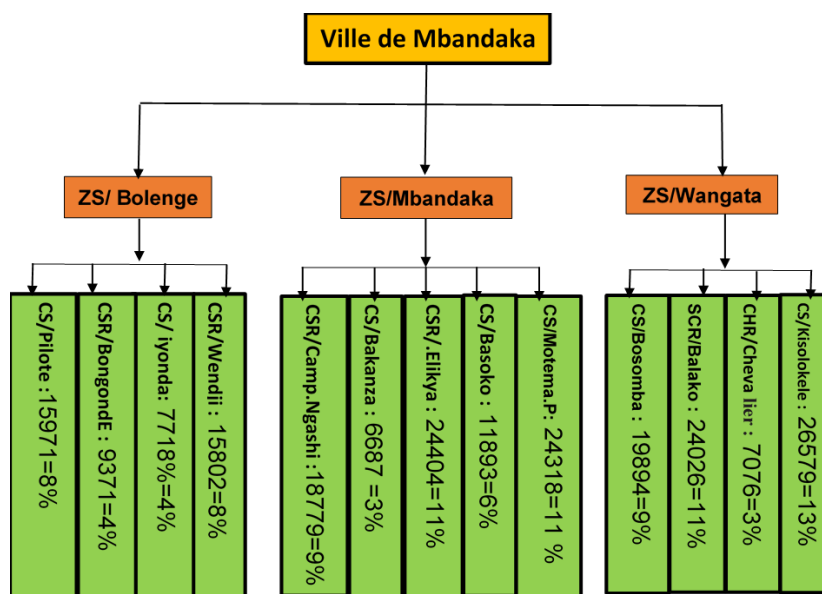 Ville de Mbandaka
ZS/ Bolenge
ZS/Mbandaka
ZS/Wangata
CS/Pilote :15971=8%
CSR/BongondE : 9371=4%
CS/ iyonda: 7718%=4%
CSR/Wendji : 15802=8%
CSR/Camp.Ngashi :18779=9%
CS/Bakanza : 6687 =3%
CSR/.Elikya : 24404=11%
CS/Basoko : 11893=6%
CS/Motema.P: 24318=11 %
CS/Bosomba : 19894=9%
SCR/Balako : 24026=11%
CHR/Cheva lier : 7076=3%
CS/Kisolokele : 26579=13%